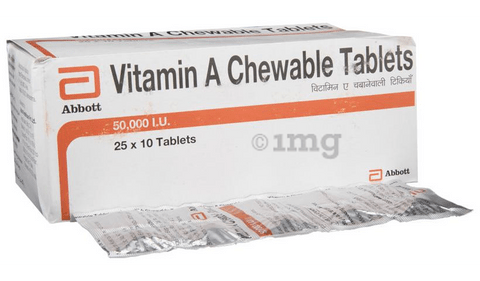 Vitamin A Chewable Tablets
विटामिन ए चबानेवाली टिकियाँ
Abbott
50,000 I.U.
25 x 10 Tablets
©1mg
Abbott